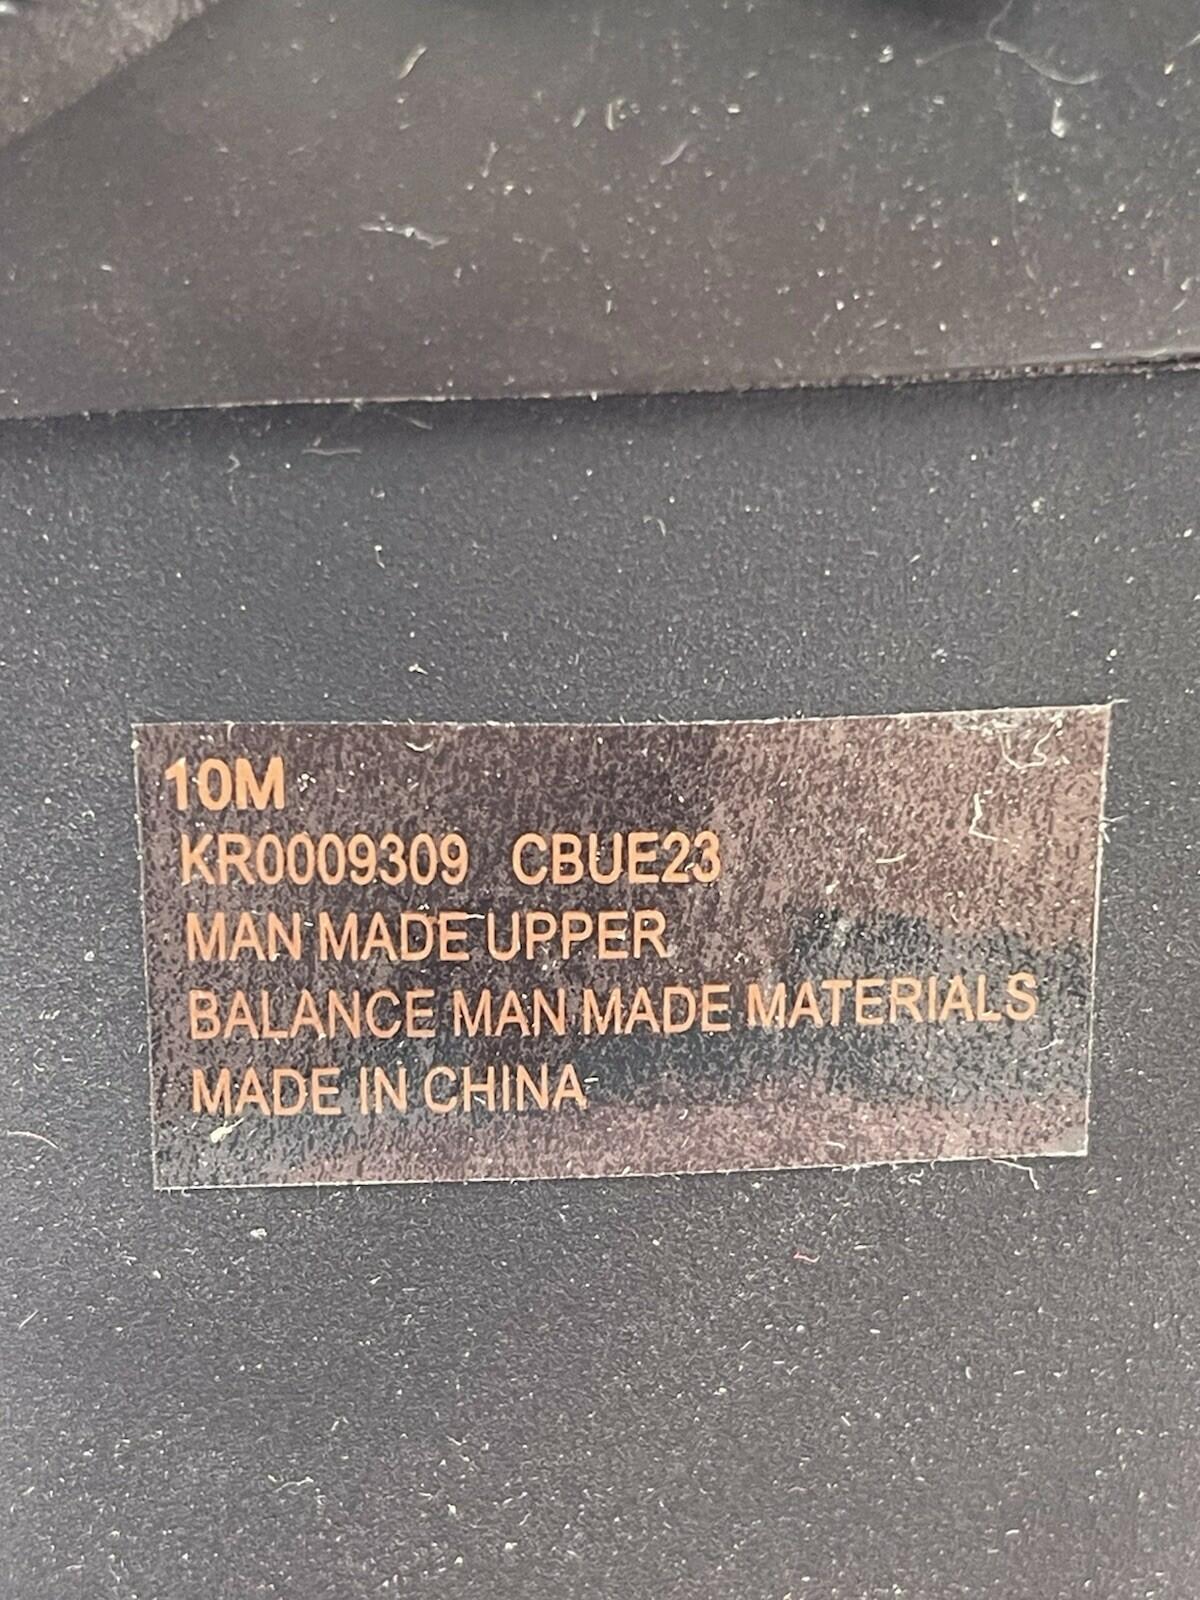 10M
KR0009309 CBUE23
MAN MADE UPPER
BALANCE MAN MADE MATERIALS
MADE IN CHINA